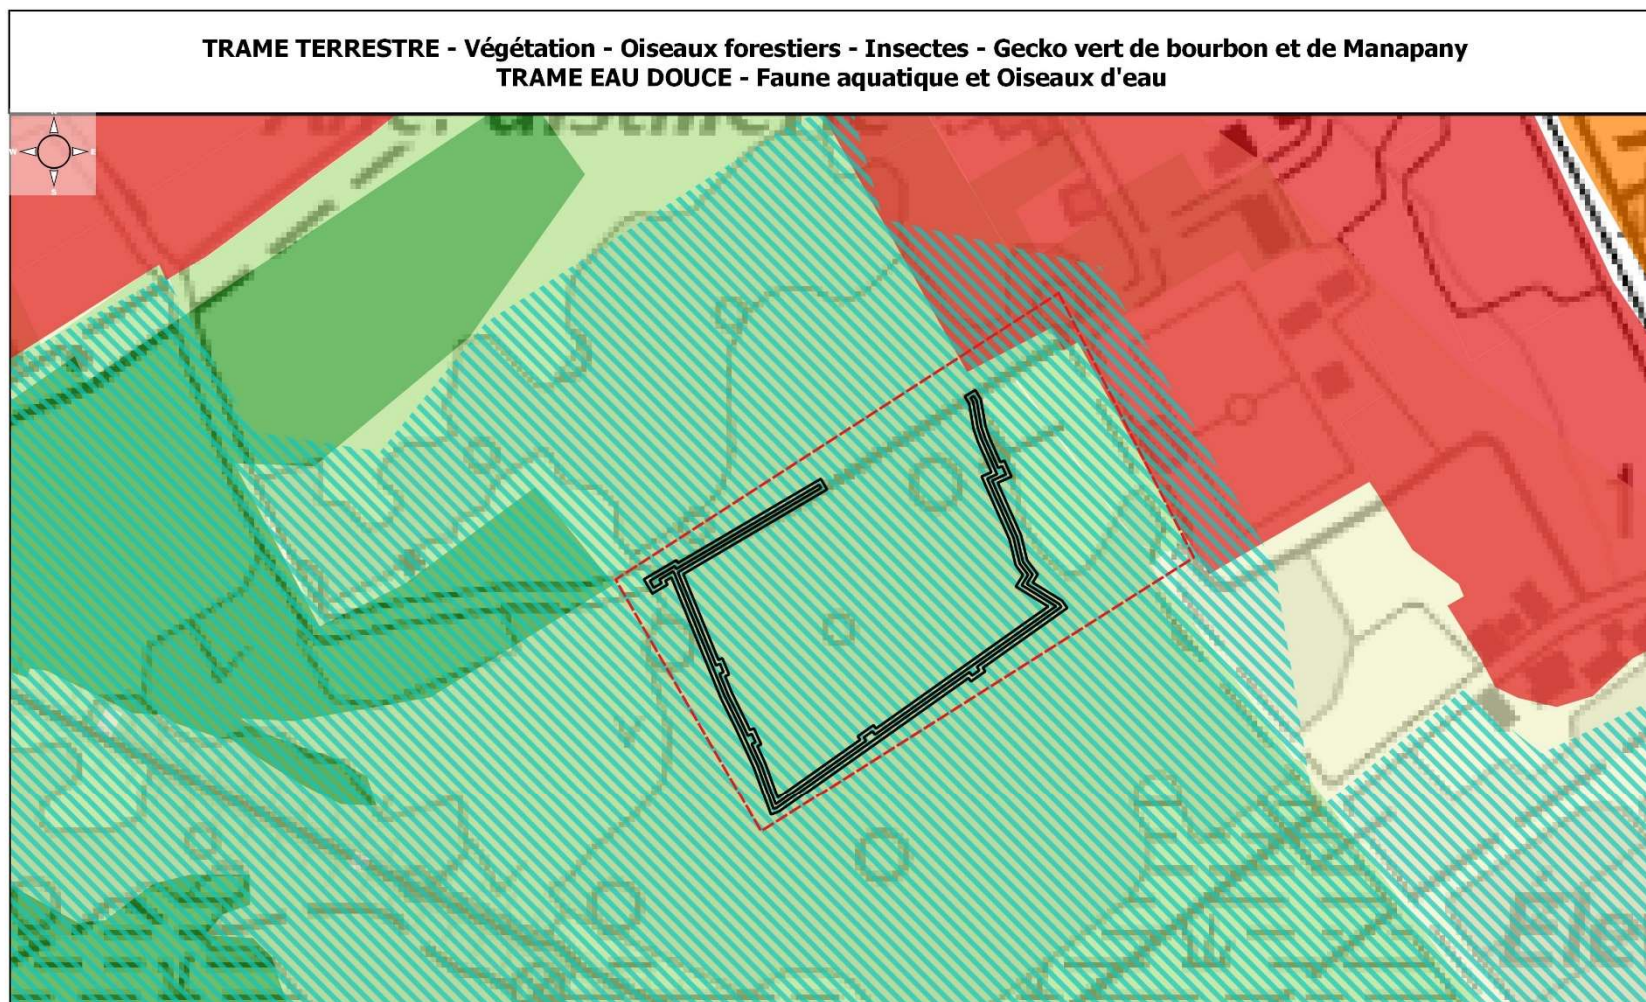 TRAME TERRESTRE - Végétation - Oiseaux forestiers - Insectes - Gecko vert de bourbon et de Manapany
TRAME EAU DOUCE - Faune aquatique et Oiseaux d'eau